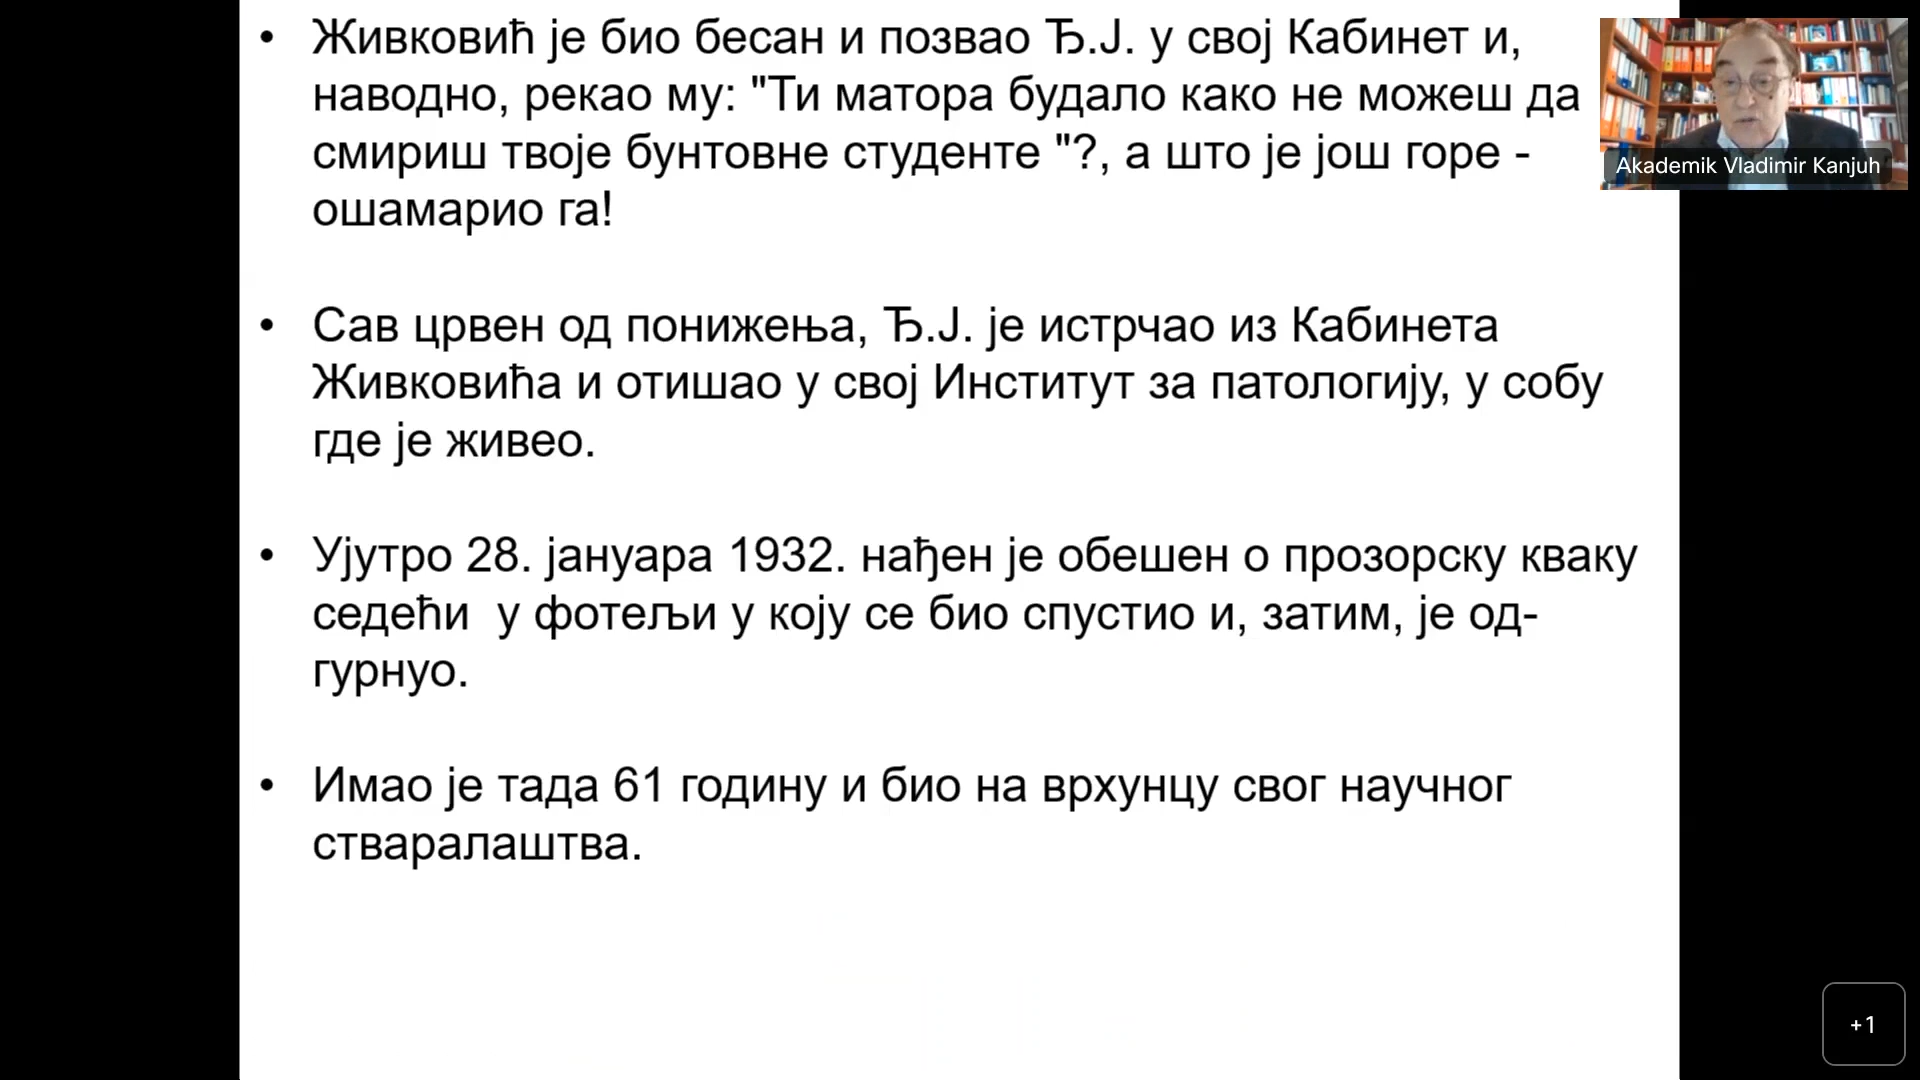 • Живковић је био бесан и позвао Ђ.Ј. у свој Кабинет и,
наводно, рекао му: "Ти матора будало како не можеш да
смириш твоје бунтовне студенте "?, а што је још горе -
ошамарио га!
• Сав црвен од понижења, Ђ.Ј. је истрчао из Кабинета
Живковића и отишао у свој Институт за патологију, у собу
где је живео.
• Ујутро 28. јануара 1932. нађен је обешен о прозорску кваку
седећи  у фотељи у коју се био спустио и, затим, је од-
гурнуо.
• Имао је тада 61 годину и био на врхунцу свог научног
стваралаштва.
Akademik Vladimir Kanjuh
+1